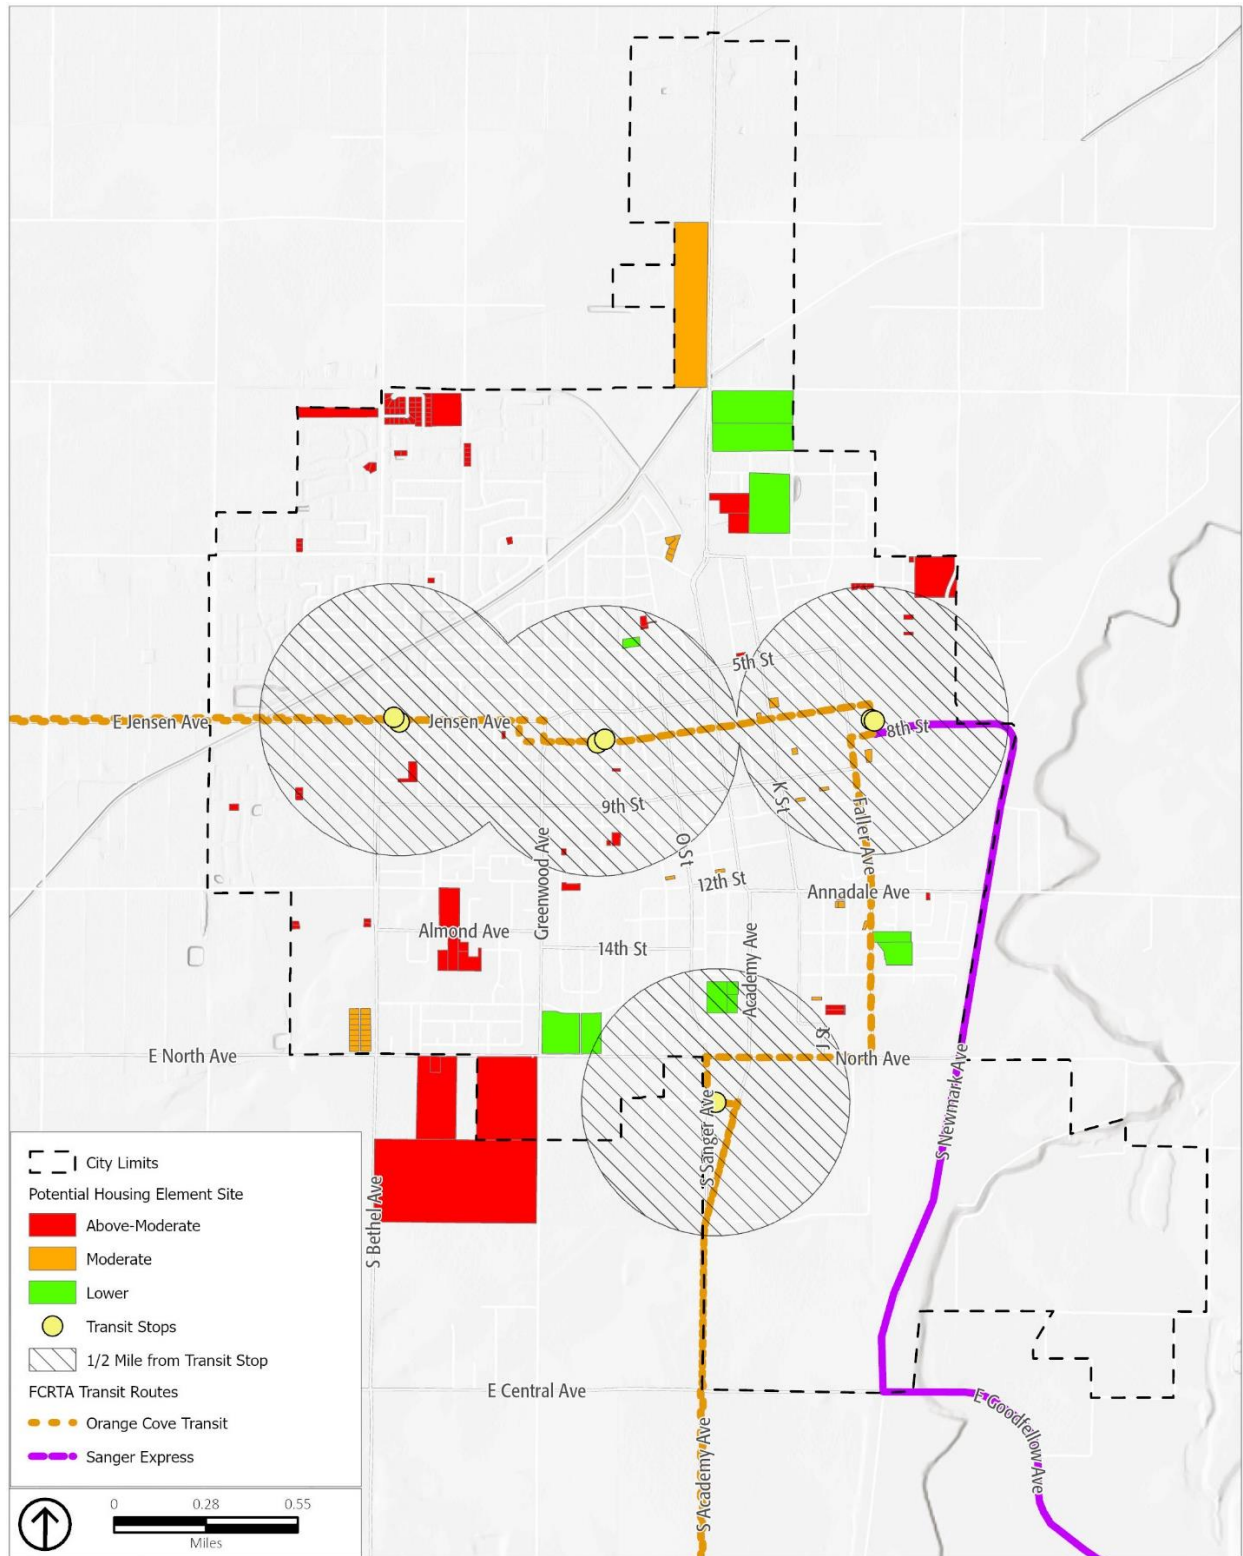 5th St
E Jensen Ave
Jensen Ave
8th St
9th St
K St
Faller Ave
O St
Greenwood Ave
12th St
Annadale Ave
Almond Ave
14th St
Academy Ave
J St
E North Ave
North Ave
S Newmark Ave
S Sanger Ave
S Bethel Ave
E Central Ave
E Goodfellow Ave
S Academy Ave
City Limits
Potential Housing Element Site
Above-Moderate
Moderate
Lower
Transit Stops
1/2 Mile from Transit Stop
FCRTA Transit Routes
Orange Cove Transit
Sanger Express
0 0.28 0.55
Miles